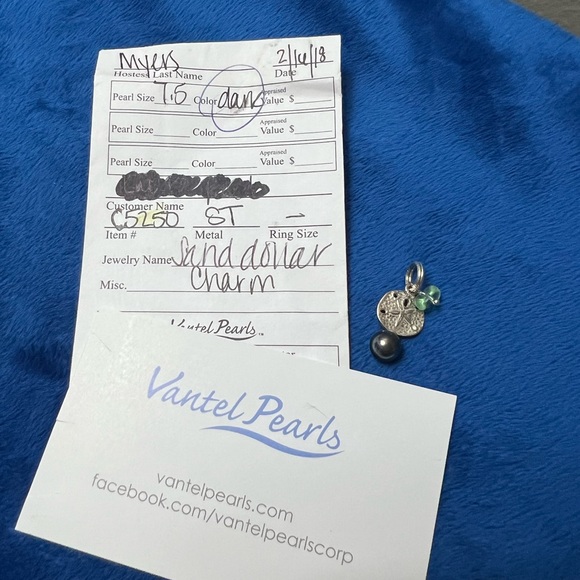 Myers 2/16/18
Hostess Last Name Date
Pearl Size 7.5 Color dark Appraised Value $
Pearl Size Color Appraised Value $
Pearl Size Color Appraised Value $
Customer Name
C5250 ST —
Item # Metal Ring Size
Jewelry Name Sand dollar
Misc. Charm
Vantel Pearls
Vantel Pearls
vantelpearls.com
facebook.com/vantelpearlscorp